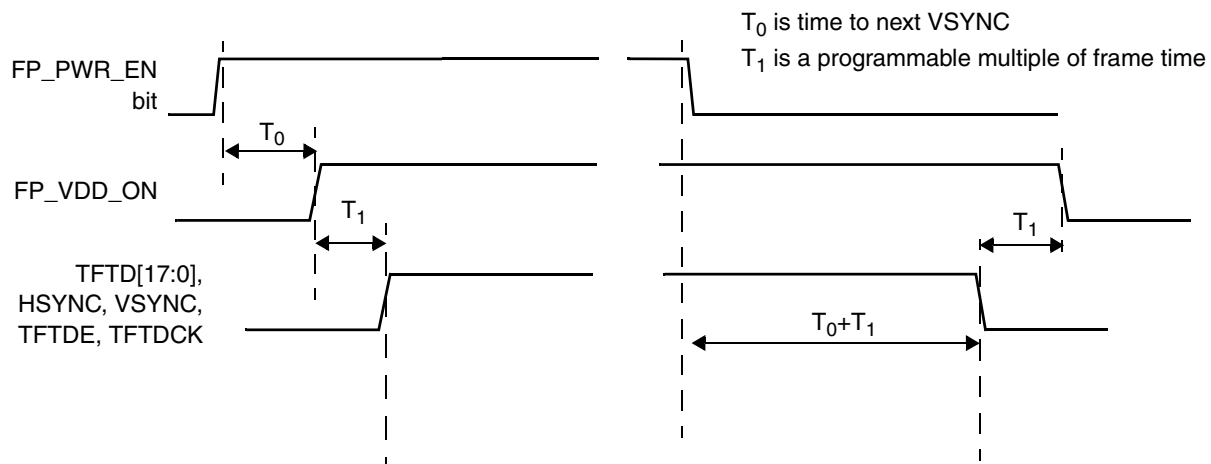 T₀ is time to next VSYNC
T₁ is a programmable multiple of frame time
FP_PWR_EN
bit
T₀
FP_VDD_ON
T₁
T₁
TFTD[17:0],
HSYNC, VSYNC,
TFTDE, TFTDCK
T₀+T₁